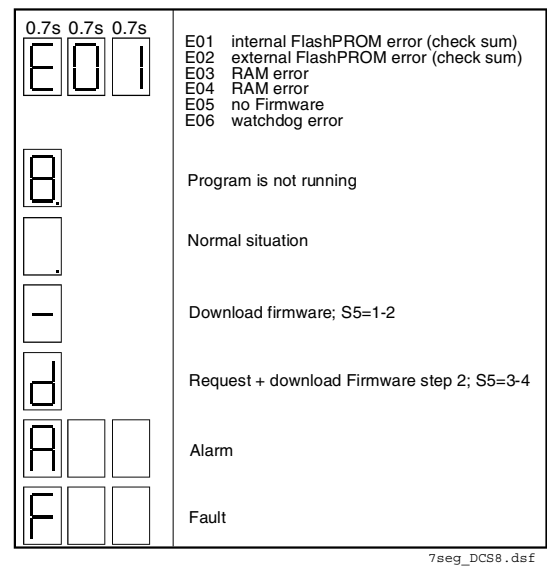 0.7s 0.7s 0.7s
E01
E01 internal FlashPROM error (check sum)
E02 external FlashPROM error (check sum)
E03 RAM error
E04 RAM error
E05 no Firmware
E06 watchdog error
8. Program is not running
. Normal situation
- Download firmware; S5=1-2
d Request + download Firmware step 2; S5=3-4
A Alarm
F Fault
7seg_DCS8.dsf